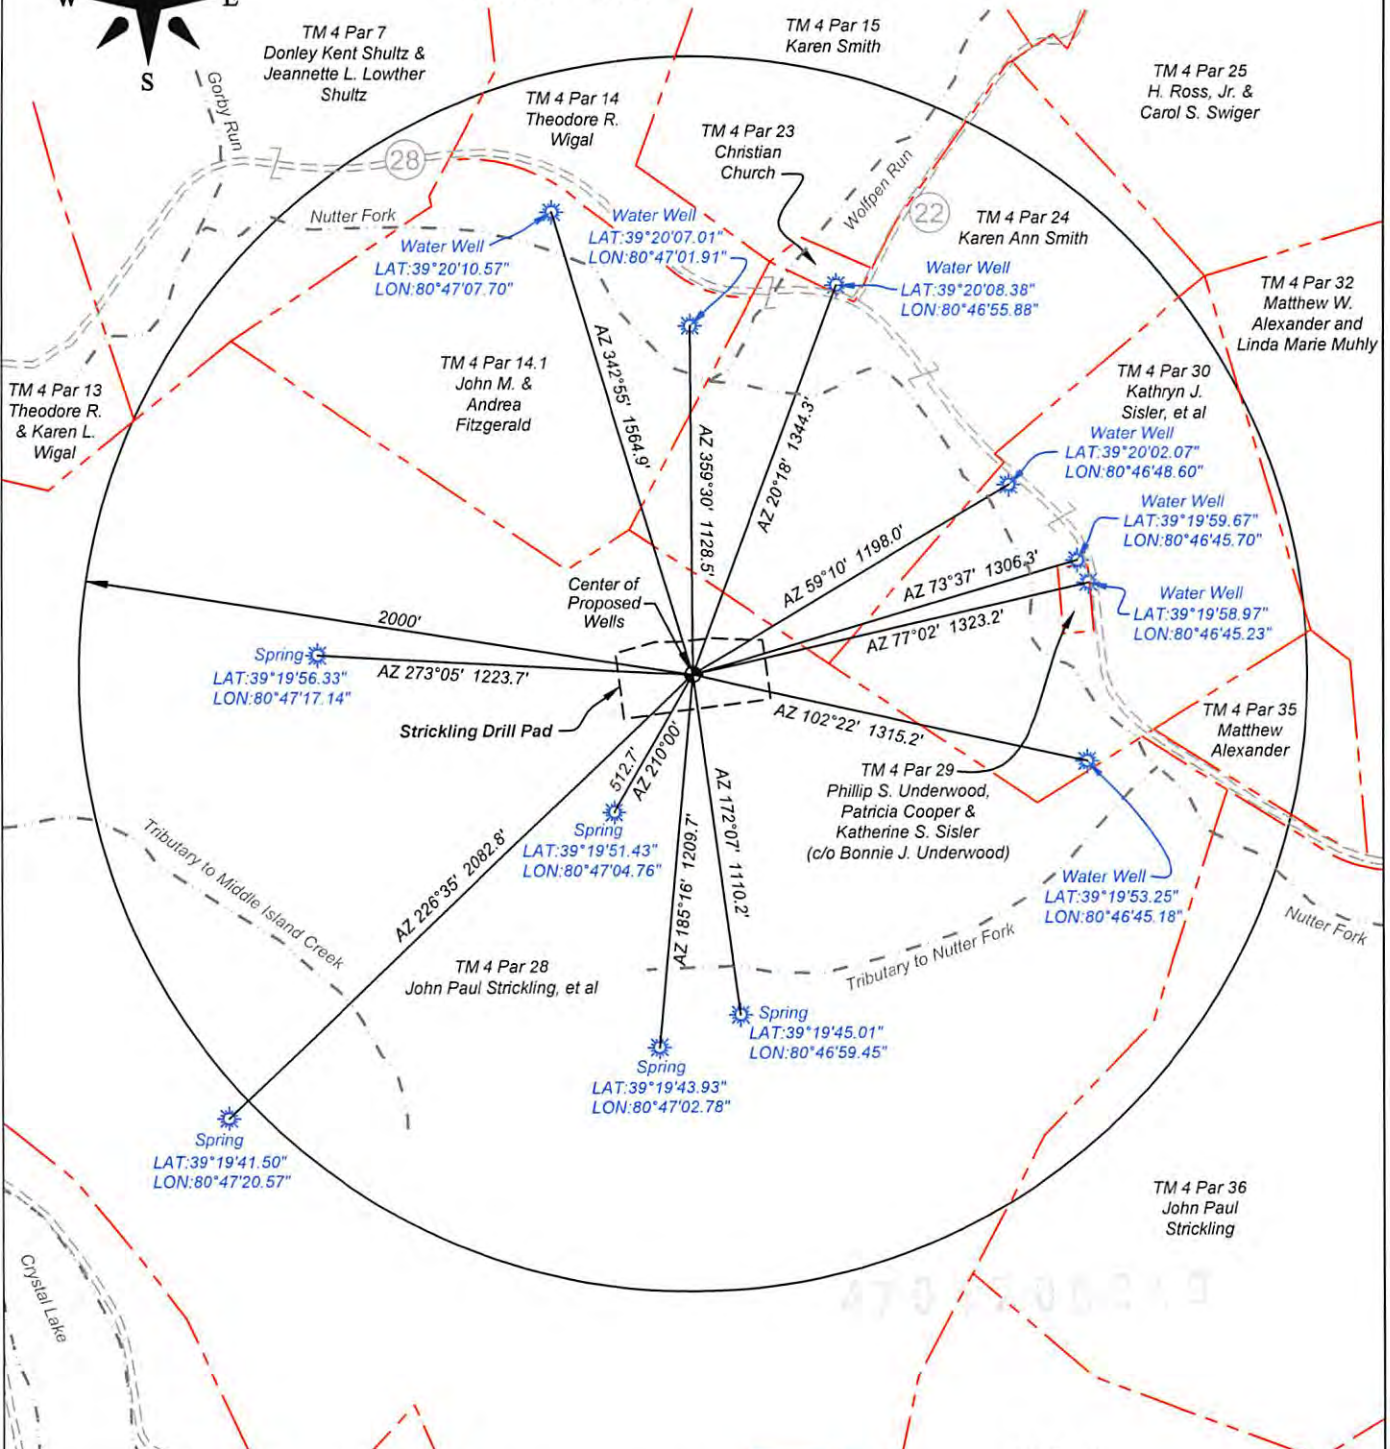 W
E
S
TM 4 Par 7
Donley Kent Shultz &
Jeannette L. Lowther
Shultz
TM 4 Par 15
Karen Smith
TM 4 Par 25
H. Ross, Jr. &
Carol S. Swiger
TM 4 Par 14
Theodore R.
Wigal
TM 4 Par 23
Christian
Church
Gorby Run
28
Nutter Fork
Wolfpen Run
22
TM 4 Par 24
Karen Ann Smith
Water Well
LAT:39°20'10.57"
LON:80°47'07.70"
Water Well
LAT:39°20'07.01"
LON:80°47'01.91"
Water Well
LAT:39°20'08.38"
LON:80°46'55.88"
TM 4 Par 32
Matthew W.
Alexander and
Linda Marie Muhly
TM 4 Par 13
Theodore R.
& Karen L.
Wigal
TM 4 Par 14.1
John M. &
Andrea
Fitzgerald
AZ 342°55' 1564.9'
AZ 359°30' 1128.5'
AZ 20°18' 1344.3'
TM 4 Par 30
Kathryn J.
Sisler, et al
Water Well
LAT:39°20'02.07"
LON:80°46'48.60"
Water Well
LAT:39°19'59.67"
LON:80°46'45.70"
Water Well
LAT:39°19'58.97"
LON:80°46'45.23"
AZ 59°10' 1198.0'
AZ 73°37' 1306.3'
AZ 77°02' 1323.2'
Center of
Proposed
Wells
2000'
Spring
LAT:39°19'56.33"
LON:80°47'17.14"
AZ 273°05' 1223.7'
Strickling Drill Pad
AZ 102°22' 1315.2'
TM 4 Par 35
Matthew
Alexander
TM 4 Par 29
Phillip S. Underwood,
Patricia Cooper &
Katherine S. Sisler
(c/o Bonnie J. Underwood)
512.7'
AZ 210°00'
Spring
LAT:39°19'51.43"
LON:80°47'04.76"
AZ 226°35' 2082.8'
AZ 185°16' 1209.7'
AZ 172°07' 1110.2'
Water Well
LAT:39°19'53.25"
LON:80°46'45.18"
Tributary to Middle Island Creek
Nutter Fork
Tributary to Nutter Fork
TM 4 Par 28
John Paul Strickling, et al
Spring
LAT:39°19'45.01"
LON:80°46'59.45"
Spring
LAT:39°19'43.93"
LON:80°47'02.78"
Spring
LAT:39°19'41.50"
LON:80°47'20.57"
TM 4 Par 36
John Paul
Strickling
Crystal Lake